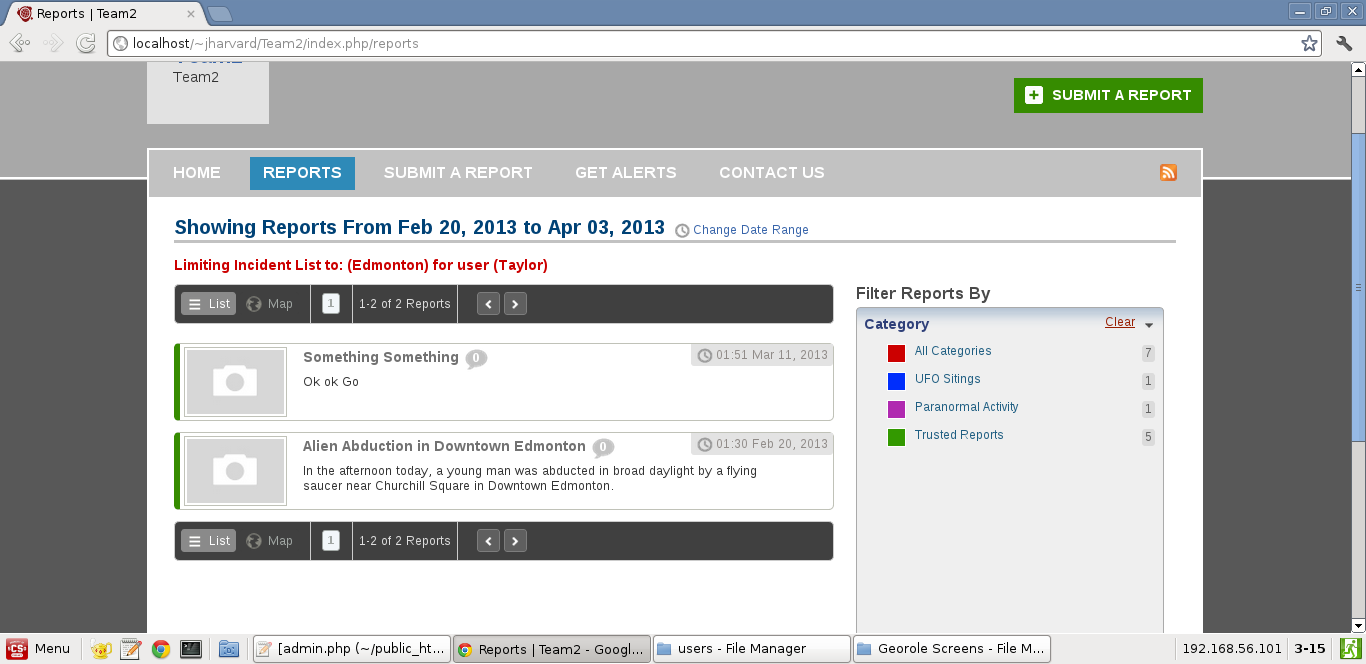 Reports | Team2
localhost/~jharvard/Team2/index.php/reports
Team2
SUBMIT A REPORT
HOME
REPORTS
SUBMIT A REPORT
GET ALERTS
CONTACT US
Showing Reports From Feb 20, 2013 to Apr 03, 2013
Change Date Range
Limiting Incident List to: (Edmonton) for user (Taylor)
List
Map
1
1-2 of 2 Reports
Something Something 0
01:51 Mar 11, 2013
Ok ok Go
Alien Abduction in Downtown Edmonton 0
01:30 Feb 20, 2013
In the afternoon today, a young man was abducted in broad daylight by a flying
saucer near Churchill Square in Downtown Edmonton.
List
Map
1
1-2 of 2 Reports
Filter Reports By
Category
Clear
All Categories 7
UFO Sitings 1
Paranormal Activity 1
Trusted Reports 5
Menu
[admin.php (~/public_ht...
Reports | Team2 - Googl...
users - File Manager
Georole Screens - File M...
192.168.56.101
3-15